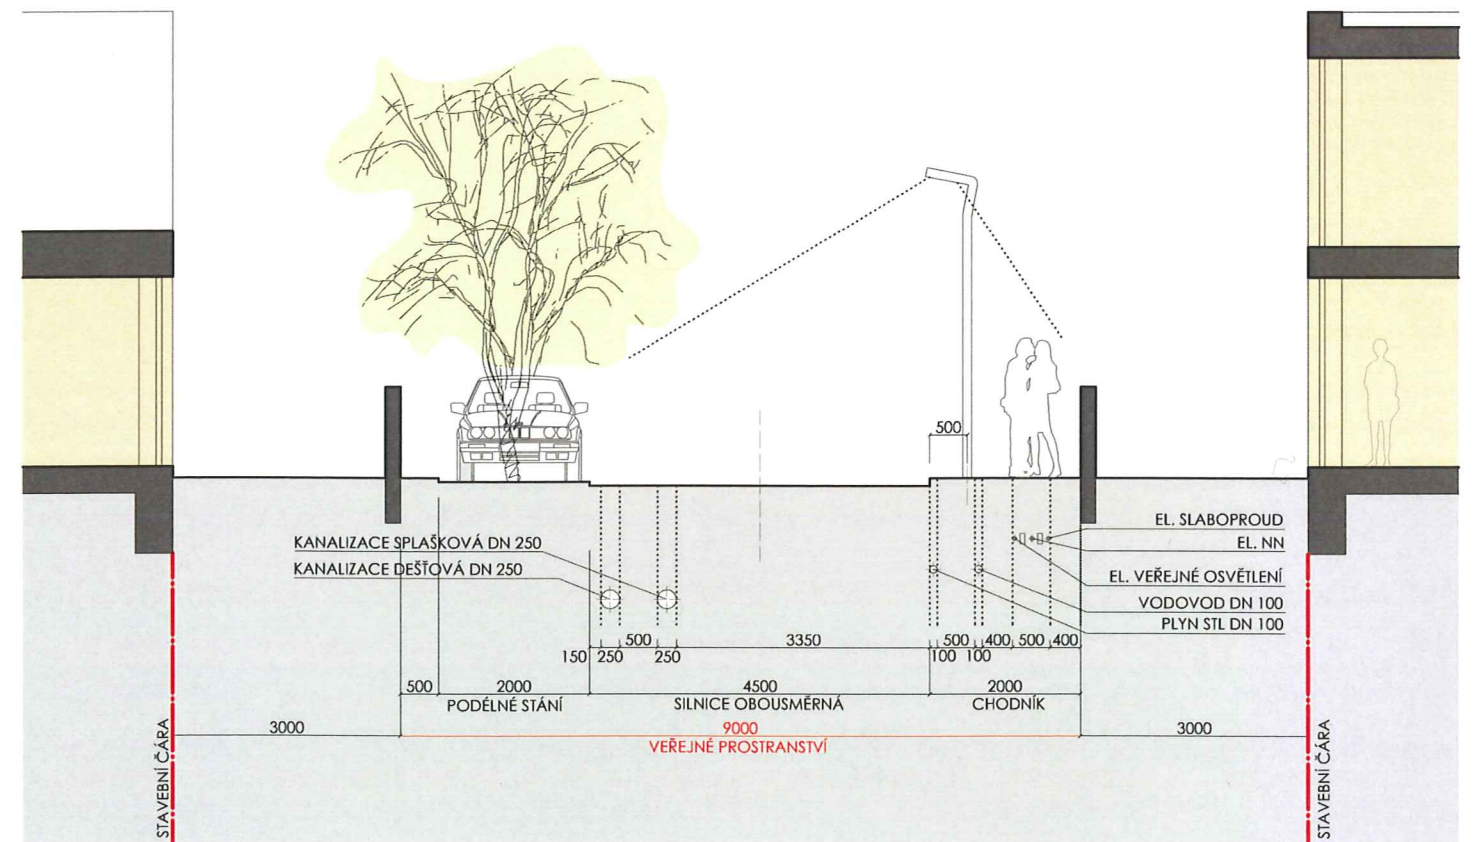 500
EL. SLABOPROUD
EL. NN
KANALIZACE SPLAŠKOVÁ DN 250
KANALIZACE DEŠŤOVÁ DN 250
EL. VEŘEJNÉ OSVĚTLENÍ
VODOVOD DN 100
PLYN STL DN 100
500 3350 500 400 500 400
150 250 250 100 100
500 2000 4500 2000
PODÉLNÉ STÁNÍ SILNICE OBOUSMĚRNÁ CHODNÍK
3000 9000 3000
VEŘEJNÉ PROSTRANSTVÍ
STAVEBNÍ ČÁRA
STAVEBNÍ ČÁRA